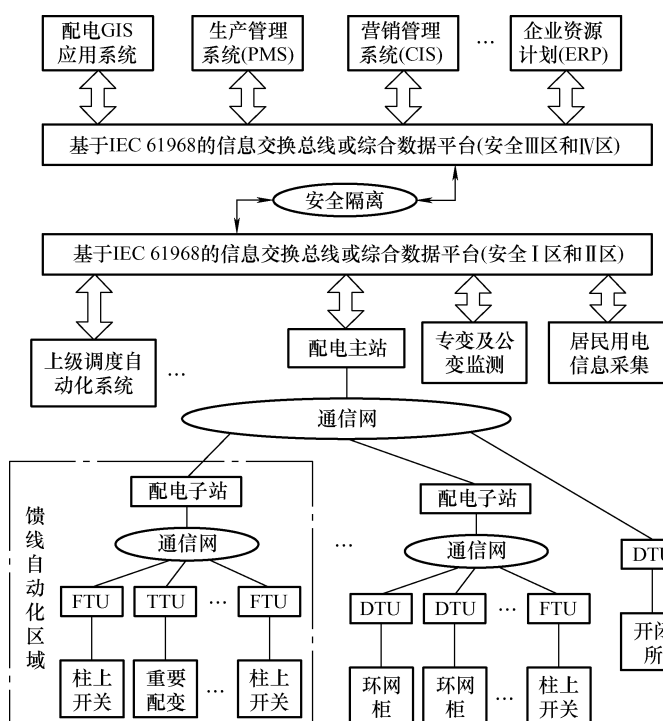 配电GIS
应用系统
生产管理
系统(PMS)
营销管理
系统(CIS)
…
企业资源
计划(ERP)
基于IEC 61968的信息交换总线或综合数据平台(安全Ⅲ区和Ⅳ区)
安全隔离
基于IEC 61968的信息交换总线或综合数据平台(安全Ⅰ区和Ⅱ区)
上级调度自
动化系统
…
配电主站
专变及公
变监测
居民用电
信息采集
通信网
馈线自动化区域
配电子站
通信网
FTU
TTU
…
FTU
柱上
开关
重要
配变
…
柱上
开关
…
配电子站
通信网
DTU
DTU
…
FTU
环网
柜
环网
柜
…
柱上
开关
DTU
开闭
所